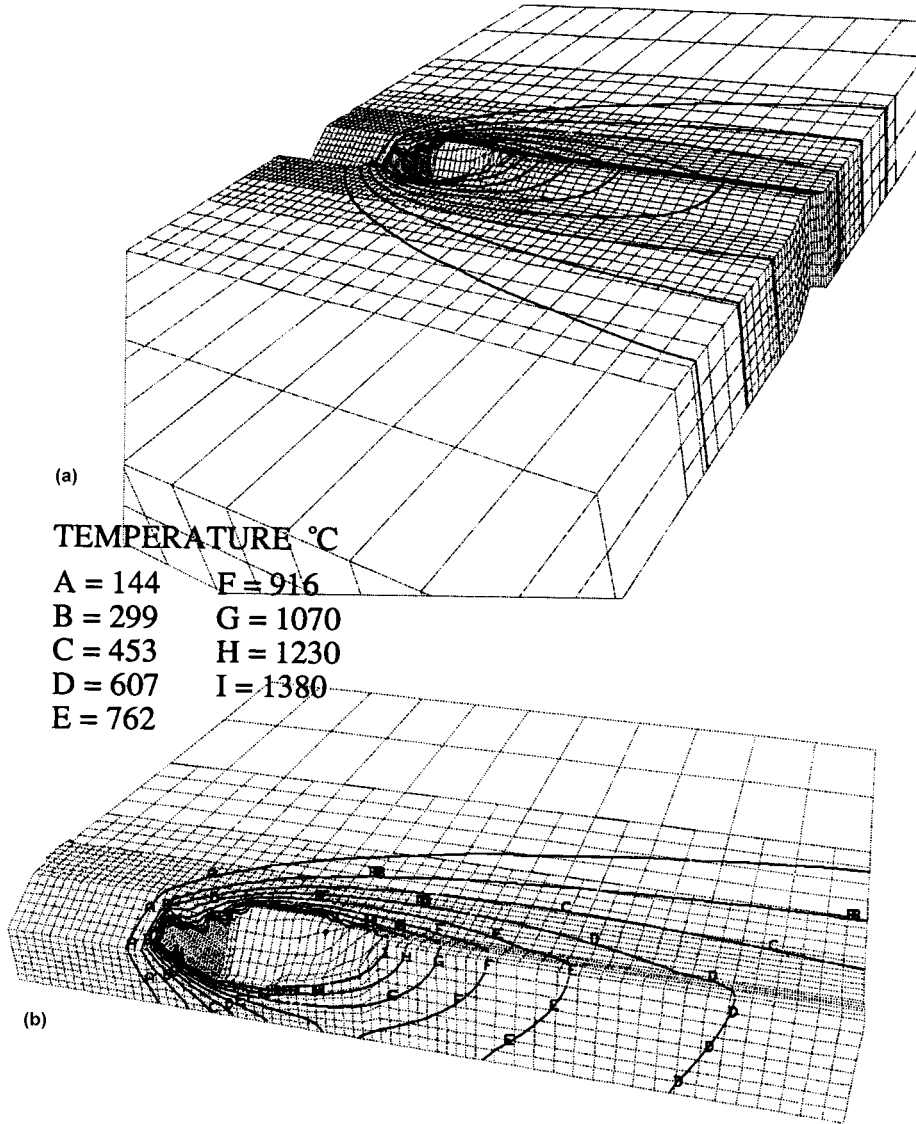 (a)
TEMPERATURE °C
A = 144 F = 916
B = 299 G = 1070
C = 453 H = 1230
D = 607 I = 1380
E = 762
(b)